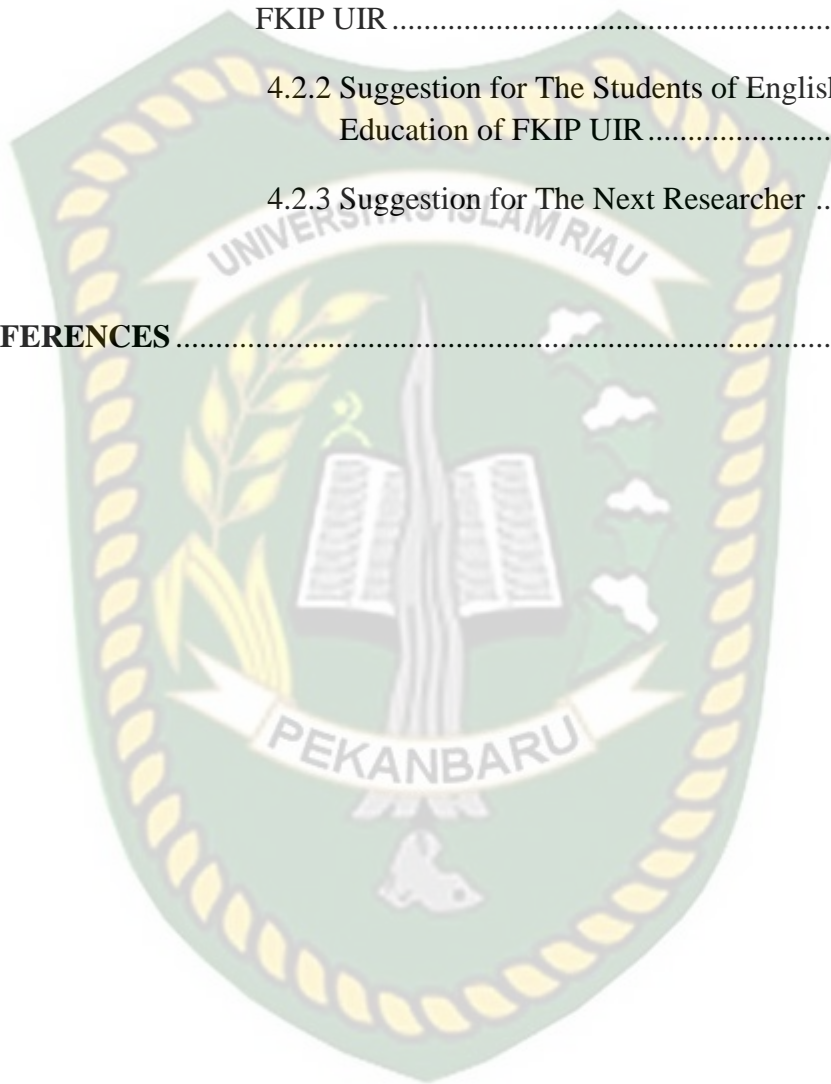 FKIP UIR ........................................................
4.2.2 Suggestion for The Students of English
Education of FKIP UIR ......................
4.2.3 Suggestion for The Next Researcher ..
UNIVERSITAS ISLAM RIAU
FERENCES ....................................................................................
PEKANBARU